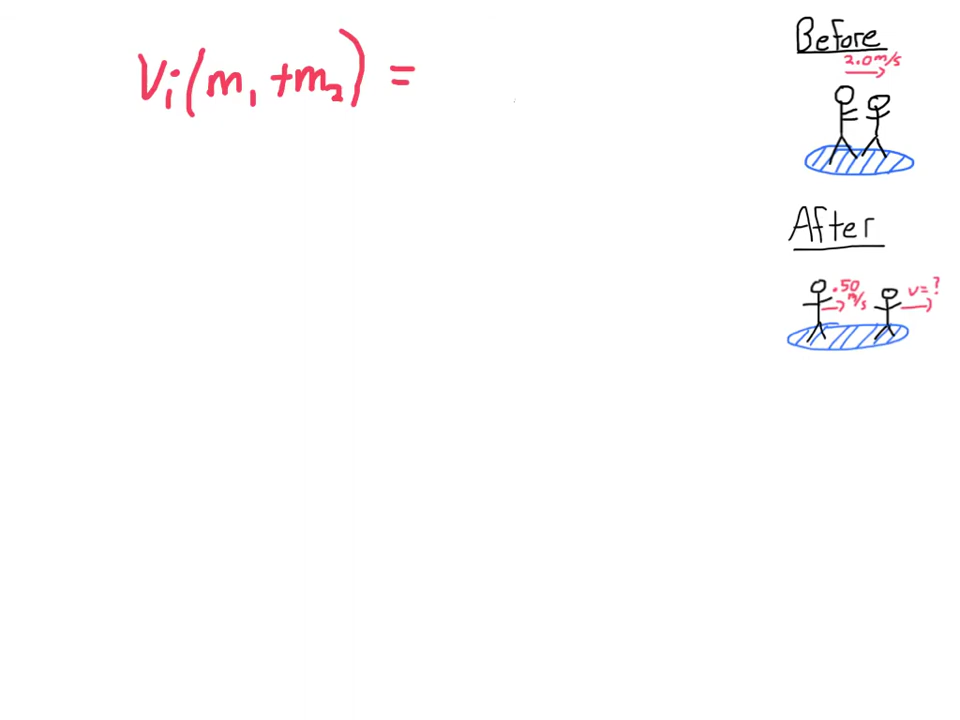 Vi(m₁+m₂) =
Before
2.0m/s
After
.50
m/s
v=?